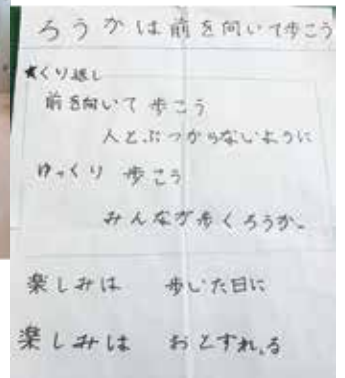 ろうかは前を向いて歩こう
★くり返し
前を向いて 歩こう
人とぶつからないように
ゆっくり 歩こう
みんなが歩くろうか。
楽しみは 歩いた日に
楽しみは おとずれる